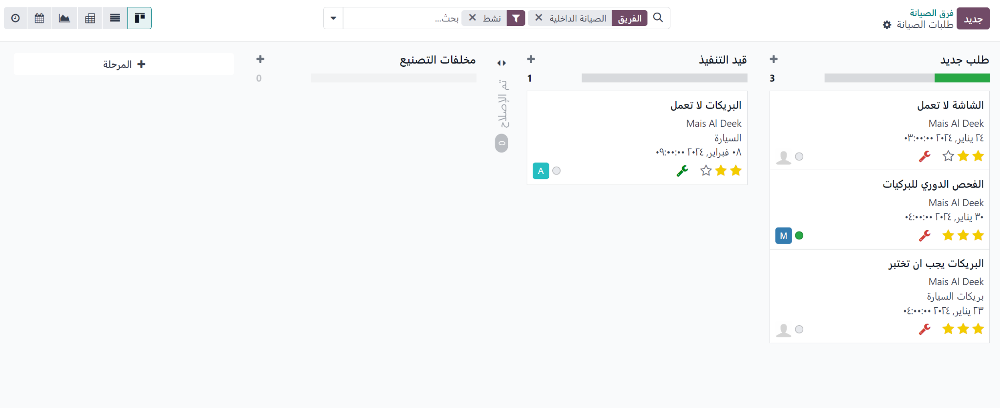 جديد
فرق الصيانة
طلبات الصيانة
الفريق
الصيانة الداخلية
نشط
بحث...
طلب جديد
3
الشاشة لا تعمل
Mais Al Deek
٢٤ يناير, ٢٠٢٤ ٠٣:٠٠:٠٠
الفحص الدوري للبركيات
Mais Al Deek
٣٠ يناير, ٢٠٢٤ ٠٤:٠٠:٠٠
M
البريكات يجب ان تختبر
Mais Al Deek
بريكات السيارة
٢٣ يناير, ٢٠٢٤ ٠٤:٠٠:٠٠
قيد التنفيذ
1
البريكات لا تعمل
Mais Al Deek
السيارة
٠٨ فبراير, ٢٠٢٤ ٠٩:٠٠:٠٠
A
تم الإصلاح
0
مخلفات التصنيع
0
المرحلة